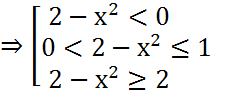 2 – x² < 0
⇒ [ 0 < 2 – x² ≤ 1
2 – x² ≥ 2